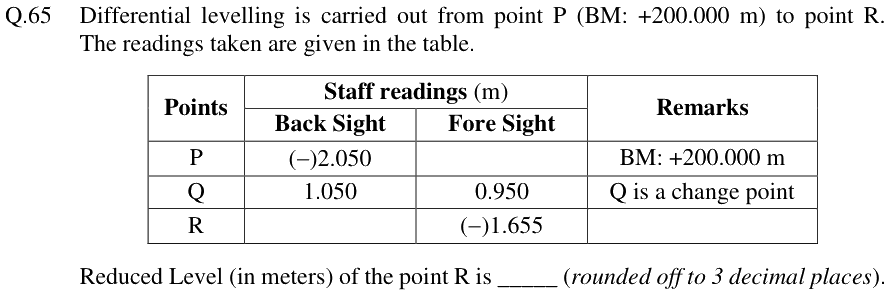 Q.65 Differential levelling is carried out from point P (BM: +200.000 m) to point R.
The readings taken are given in the table.
Points Staff readings (m) Remarks
Back Sight Fore Sight
P (–)2.050 BM: +200.000 m
Q 1.050 0.950 Q is a change point
R (–)1.655
Reduced Level (in meters) of the point R is _____ (rounded off to 3 decimal places).